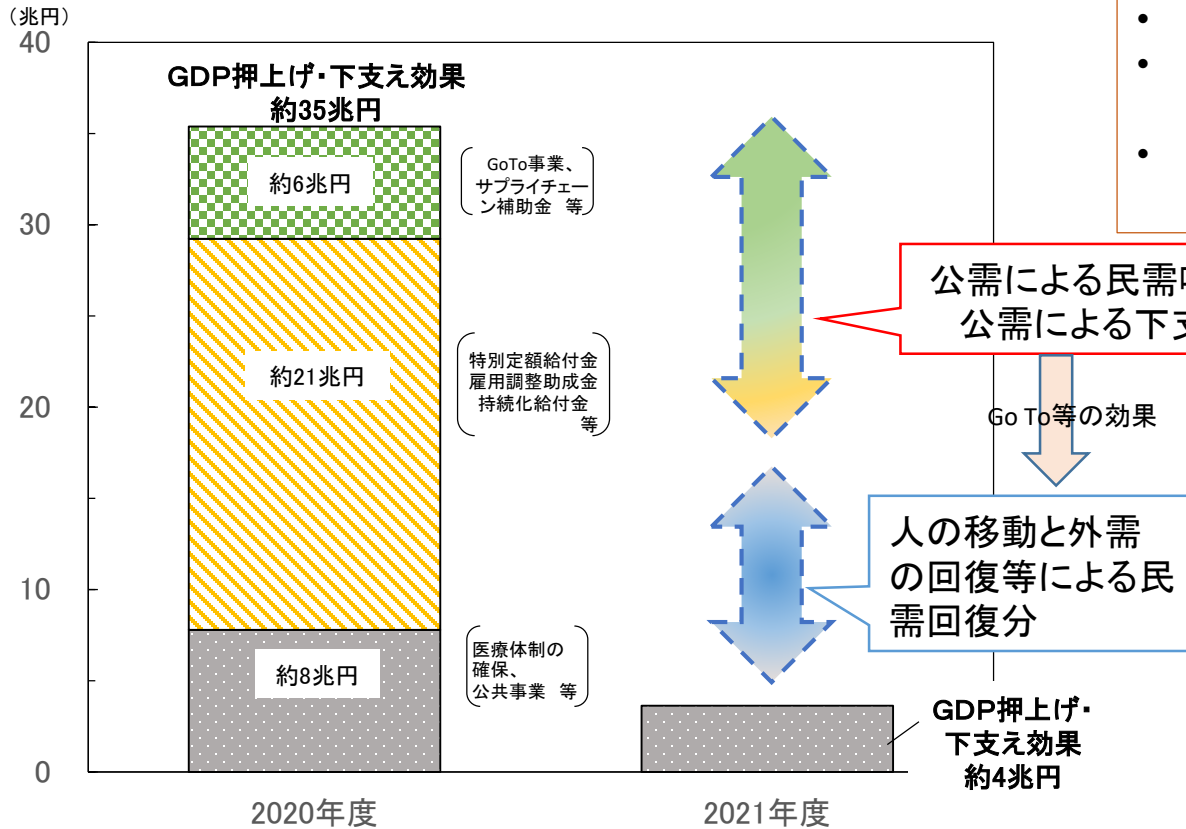 （兆円）
40
30
20
10
0
GDP押上げ・下支え効果
約35兆円
約6兆円
GoTo事業、
サプライチェー
ン補助金　等
約21兆円
特別定額給付金
雇用調整助成金
持続化給付金
等
約8兆円
医療体制の
確保、
公共事業　等
公需による民需
公需による下支
Go To等の効果
人の移動と外需
の回復等による民
需回復分
GDP押上げ・
下支え効果
約4兆円
2020年度
2021年度